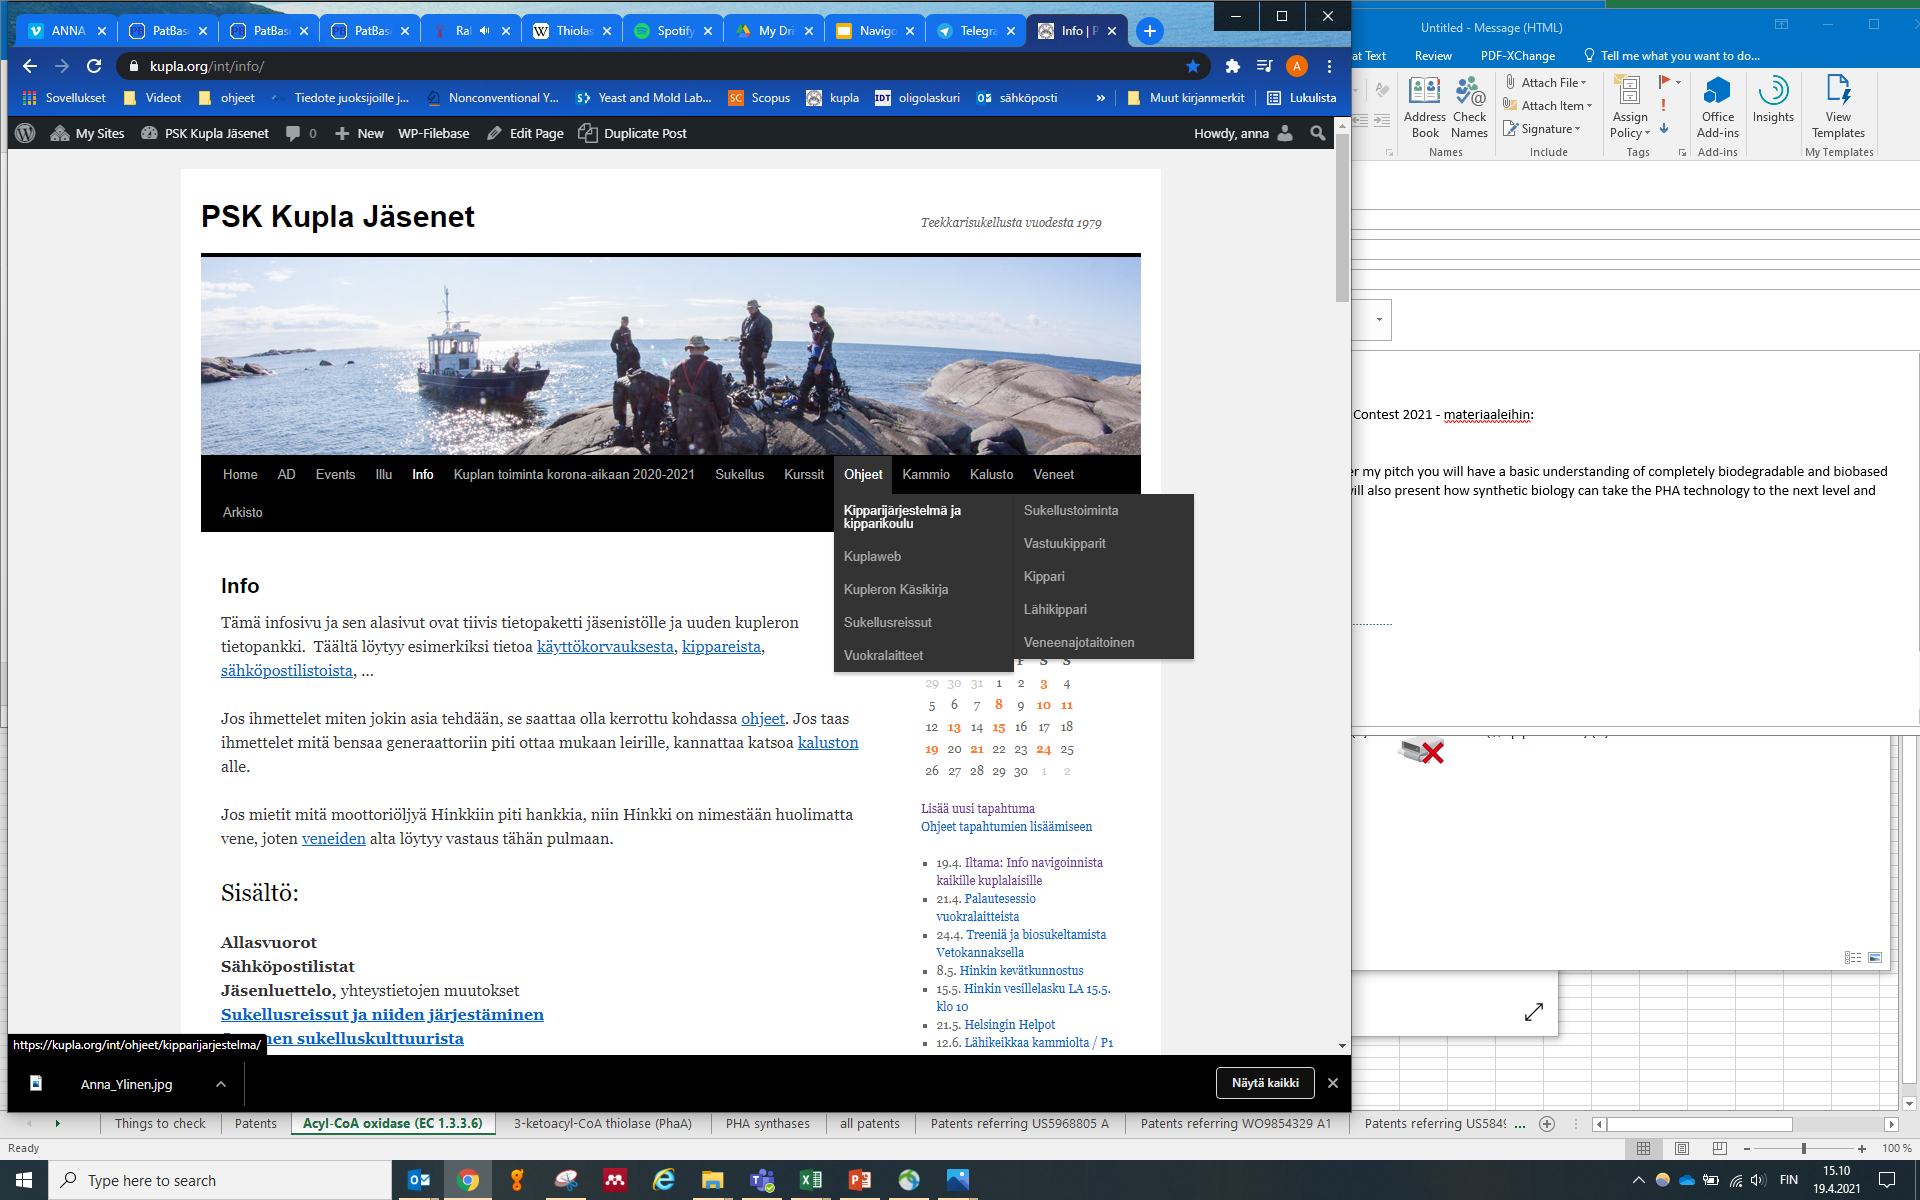 ANNA
PatBas
PatBas
PatBas
Ral
Thiolas
Spotify
My Dri
Navigo
Telegra
Info | P
kupla.org/int/info/
A
Sovellukset
Videot
ohjeet
Tiedote juoksijoille j...
Nonconventional Y...
Yeast and Mold Lab...
SC Scopus
kupla
IDT oligolaskuri
sähköposti
»
Muut kirjanmerkit
Lukulista
My Sites
PSK Kupla Jäsenet
0
New
WP-Filebase
Edit Page
Duplicate Post
Howdy, anna
PSK Kupla Jäsenet
Teekkarisukellusta vuodesta 1979
Home
AD
Events
Illu
Info
Kuplan toiminta korona-aikaan 2020-2021
Sukellus
Kurssit
Ohjeet
Kammio
Kalusto
Veneet
Arkisto
Kipparijärjestelmä ja
kipparikoulu
Kuplaweb
Kupleron Käsikirja
Sukellusreissut
Vuokralaitteet
Sukellustoiminta
Vastuukipparit
Kippari
Lähikippari
Veneenajotaitoinen
Info
Tämä infosivu ja sen alasivut ovat tiivis tietopaketti jäsenistölle ja uuden kupleron
tietopankki. Täältä löytyy esimerkiksi tietoa käyttökorvauksesta, kippareista,
sähköpostilistoista, ...
Jos ihmettelet miten jokin asia tehdään, se saattaa olla kerrottu kohdassa ohjeet. Jos taas
ihmettelet mitä bensaa generaattoriin piti ottaa mukaan leirille, kannattaa katsoa kaluston
alle.
Jos mietit mitä moottoriöljyä Hinkkiin piti hankkia, niin Hinkki on nimestään huolimatta
vene, joten veneiden alta löytyy vastaus tähän pulmaan.
Sisältö:
Allasvuorot
Sähköpostilistat
Jäsenluettelo, yhteystietojen muutokset
Sukellusreissut ja niiden järjestäminen
nen sukelluskulttuurista
S S
29 30 31 1 2 3 4
5 6 7 8 9 10 11
12 13 14 15 16 17 18
19 20 21 22 23 24 25
26 27 28 29 30 1 2
Lisää uusi tapahtuma
Ohjeet tapahtumien lisäämiseen
19.4. Iltama: Info navigoinnista
kaikille kuplalaisille
21.4. Palautesessio
vuokralaitteista
24.4. Treeniä ja biosukeltamista
Vetokannaksella
8.5. Hinkin kevätkunnostus
15.5. Hinkin vesillelasku LA 15.5.
klo 10
21.5. Helsingin Helpot
12.6. Lähikeikkaa kammiolta / P1
https://kupla.org/int/ohjeet/kipparijarjestelma/
Anna_Ylinen.jpg
Näytä kaikki
Untitled - Message (HTML)
at Text
Review
PDF-XChange
Tell me what you want to do...
Address
Book
Check
Names
Names
Attach File
Attach Item
Signature
Include
Assign
Policy
Tags
Office
Add-ins
Add-ins
Insights
View
Templates
My Templates
Contest 2021 - materiaaleihin:
er my pitch you will have a basic understanding of completely biodegradable and biobased
will also present how synthetic biology can take the PHA technology to the next level and
Things to check
Patents
Acyl-CoA oxidase (EC 1.3.3.6)
3-ketoacyl-CoA thiolase (PhaA)
PHA synthases
all patents
Patents referring US5968805 A
Patents referring WO9854329 A1
Patents referring US584
...
Ready
100 %
Type here to search
FIN
15.10
19.4.2021